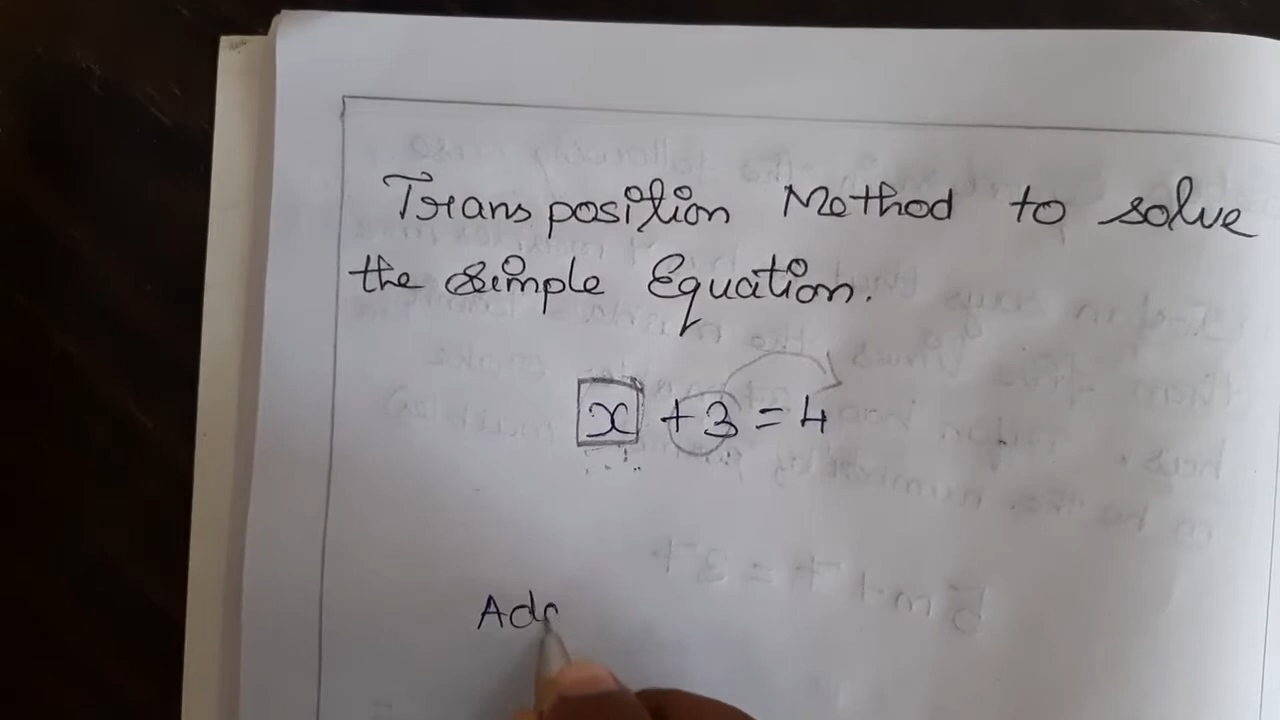 Transposition Method to solve
the simple Equation.
x + 3 = 4
Add